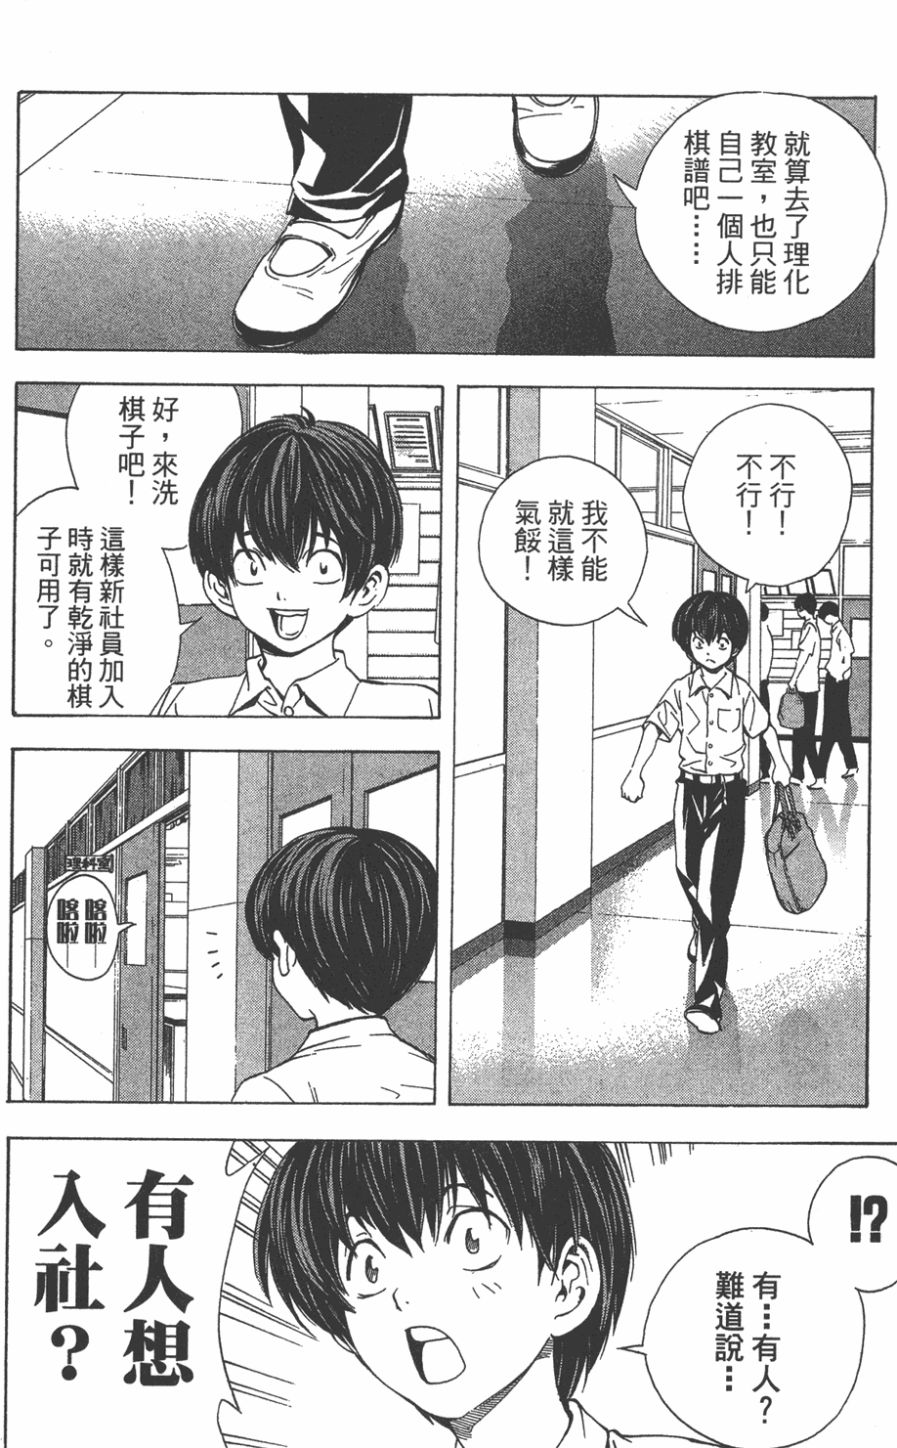 就算去了理化
教室，也只能
自己一個人排
棋譜吧……
不行！
不行！
我不能
就這樣
氣餒！
好，來洗
棋子吧！
這樣新社員加入
時就有乾淨的棋
子可用了。
理科室
喀啦
喀啦
!?
有…有人？
難道說…
有人想
入社？